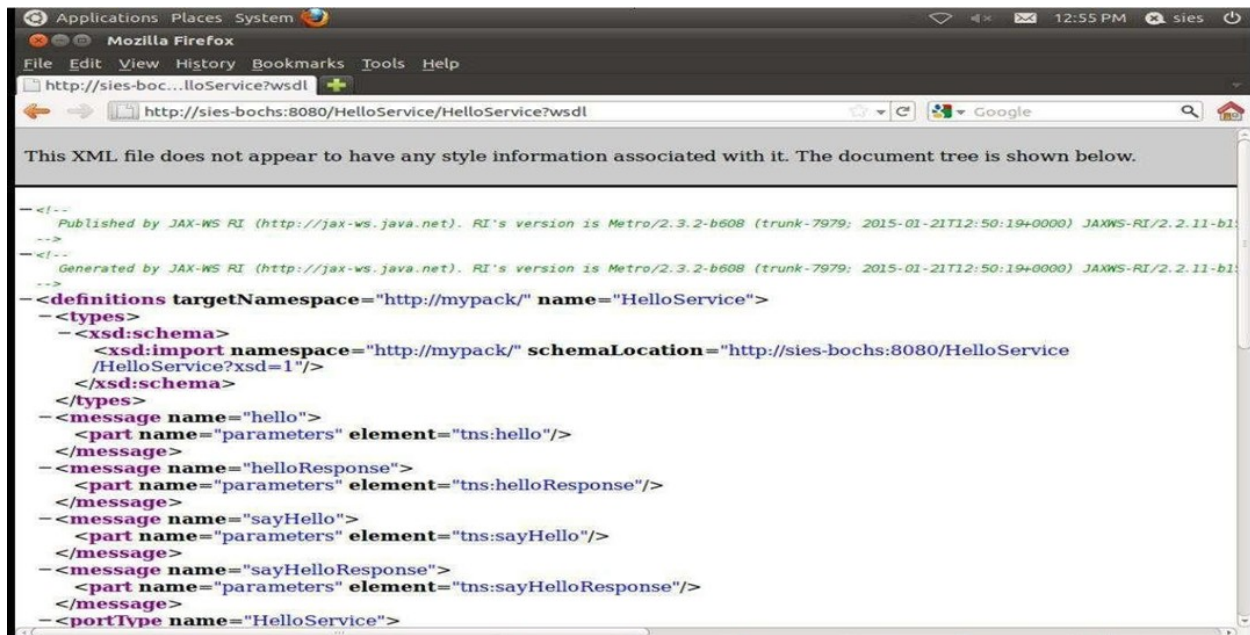 Applications Places System 12:55 PM sies
Mozilla Firefox
File Edit View History Bookmarks Tools Help
http://sies-boc...lloService?wsdl
http://sies-bochs:8080/HelloService/HelloService?wsdl Google
This XML file does not appear to have any style information associated with it. The document tree is shown below.
−<!--
Published by JAX-WS RI (http://jax-ws.java.net). RI's version is Metro/2.3.2-b608 (trunk-7979; 2015-01-21T12:50:19+0000) JAXWS-RI/2.2.11-b1
-->
−<!--
Generated by JAX-WS RI (http://jax-ws.java.net). RI's version is Metro/2.3.2-b608 (trunk-7979; 2015-01-21T12:50:19+0000) JAXWS-RI/2.2.11-b1
-->
−<definitions targetNamespace="http://mypack/" name="HelloService">
−<types>
−<xsd:schema>
<xsd:import namespace="http://mypack/" schemaLocation="http://sies-bochs:8080/HelloService
/HelloService?xsd=1"/>
</xsd:schema>
</types>
−<message name="hello">
<part name="parameters" element="tns:hello"/>
</message>
−<message name="helloResponse">
<part name="parameters" element="tns:helloResponse"/>
</message>
−<message name="sayHello">
<part name="parameters" element="tns:sayHello"/>
</message>
−<message name="sayHelloResponse">
<part name="parameters" element="tns:sayHelloResponse"/>
</message>
−<portType name="HelloService">